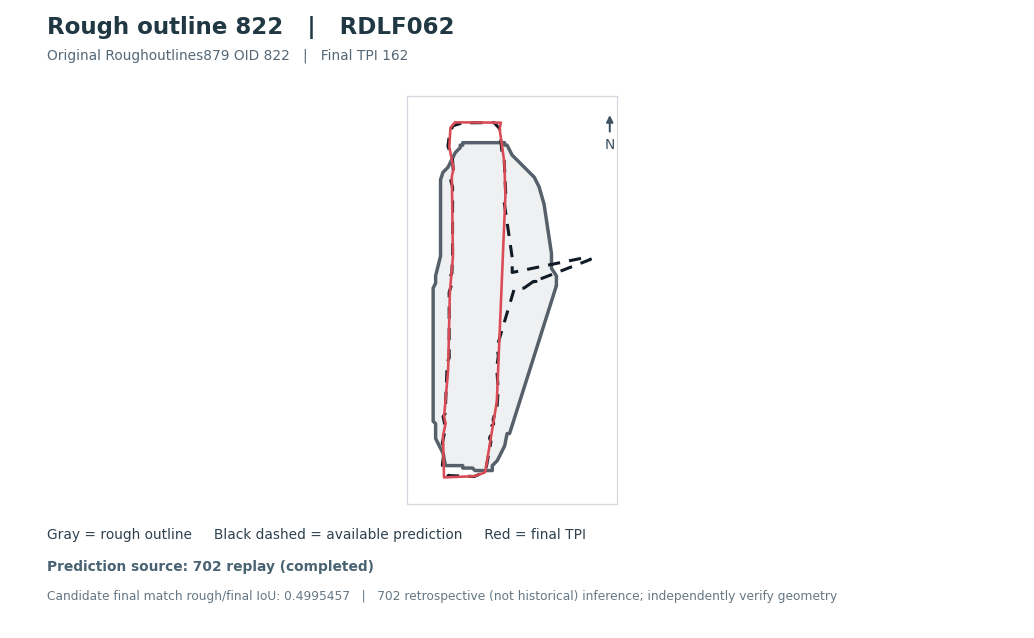 Rough outline 822   |   RDLF062
Original Roughoutlines879 OID 822   |   Final TPI 162
N
Gray = rough outline     Black dashed = available prediction     Red = final TPI
Prediction source: 702 replay (completed)
Candidate final match rough/final IoU: 0.4995457   |   702 retrospective (not historical) inference; independently verify geometry